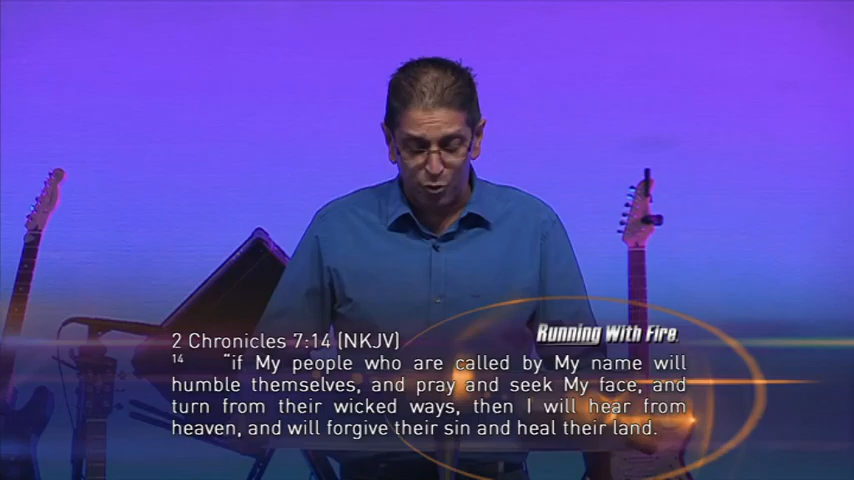 Running With Fire
2 Chronicles 7:14 (NKJV)
14 "if My people who are called by My name will
humble themselves, and pray and seek My face, and
turn from their wicked ways, then I will hear from
heaven, and will forgive their sin and heal their land.